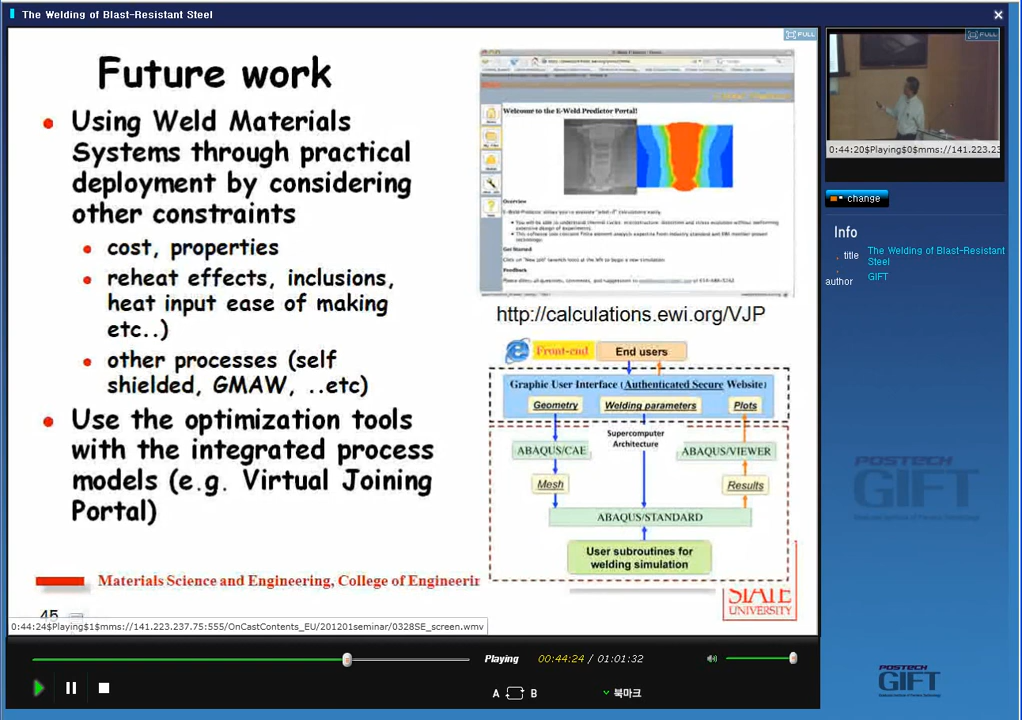 The Welding of Blast-Resistant Steel
FULL
Future work
Using Weld Materials
Systems through practical
deployment by considering
other constraints
cost, properties
reheat effects, inclusions,
heat input ease of making
etc..)
other processes (self
shielded, GMAW, ..etc)
Use the optimization tools
with the integrated process
models (e.g. Virtual Joining
Portal)
Welcome to the E-Weld Predictor Portal!
Overview
Get Started
Feedback
http://calculations.ewi.org/VJP
Front-end
End users
Graphic User Interface (Authenticated Secure Website)
Geometry
Welding parameters
Plots
Supercomputer
Architecture
ABAQUS/CAE
ABAQUS/VIEWER
Mesh
Results
ABAQUS/STANDARD
User subroutines for
welding simulation
Materials Science and Engineering, College of Engineerin
STATE
UNIVERSITY
45
0:44:24$Playing$1$mms://141.223.237.75:555/OnCastContents_EU/201201seminar/0328SE_screen.wmv
Playing
00:44:24 / 01:01:32
A B
북마크
FULL
0:44:20$Playing$0$mms://141.223.23
change
Info
title
The Welding of Blast-Resistant
Steel
author
GIFT
POSTECH
GIFT
POSTECH
GIFT